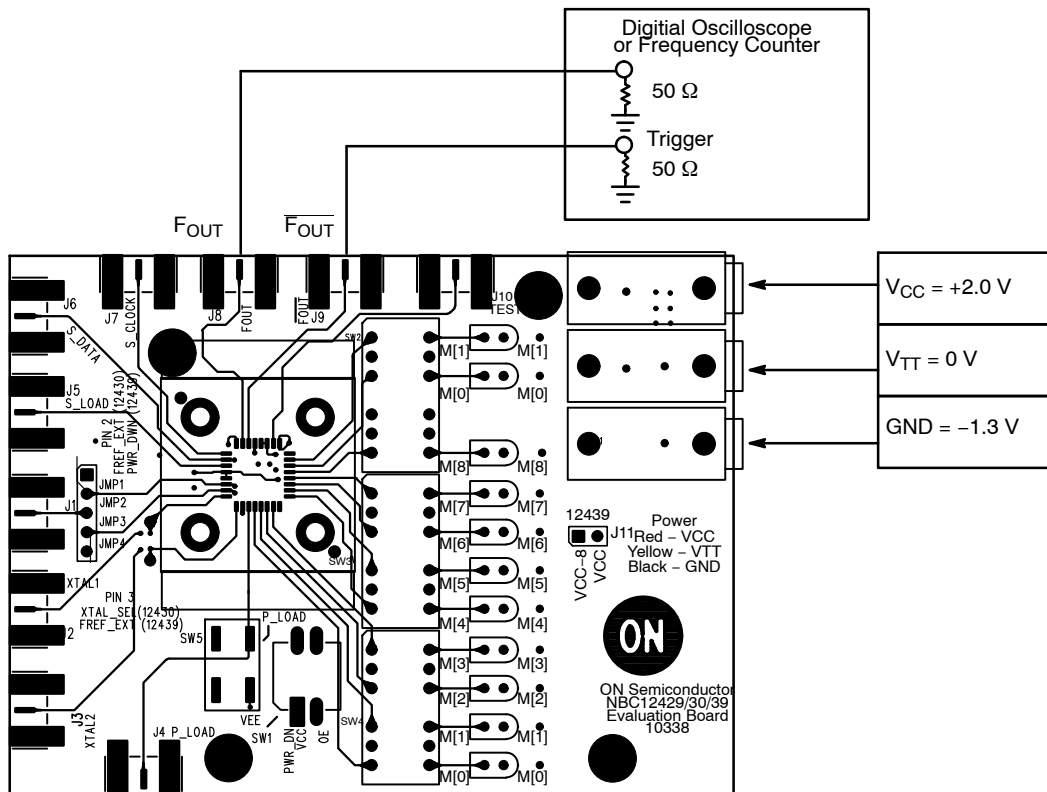 Digitial Oscilloscope
or Frequency Counter
50 Ω
Trigger
50 Ω
FOUT
FOUT
VCC = +2.0 V
VTT = 0 V
GND = −1.3 V
J6
S_DATA
J7
S_CLOCK
J8
FOUT
FOUT
J9
J10
TEST
J5
S_LOAD
PIN 2
FREF_EXT (12430)
PWR_DWN (12439)
J1
JMP1
JMP2
JMP3
JMP4
XTAL1
J2
PIN 3
XTAL_SEL(12430)
FREF_EXT (12439)
J3
XTAL2
J4 P_LOAD
SW5
P_LOAD
VEE
SW1
PWR_DN
VCC
OE
SW2
SW3
SW4
M[1] M[1]
M[0] M[0]
M[8] M[8]
M[7] M[7]
M[6] M[6]
M[5] M[5]
M[4] M[4]
M[3] M[3]
M[2] M[2]
M[1] M[1]
M[0] M[0]
12439
J11
VCC-8
VCC
Power
Red – VCC
Yellow – VTT
Black – GND
ON
ON Semiconductor
NBC12429/30/39
Evaluation Board
10338